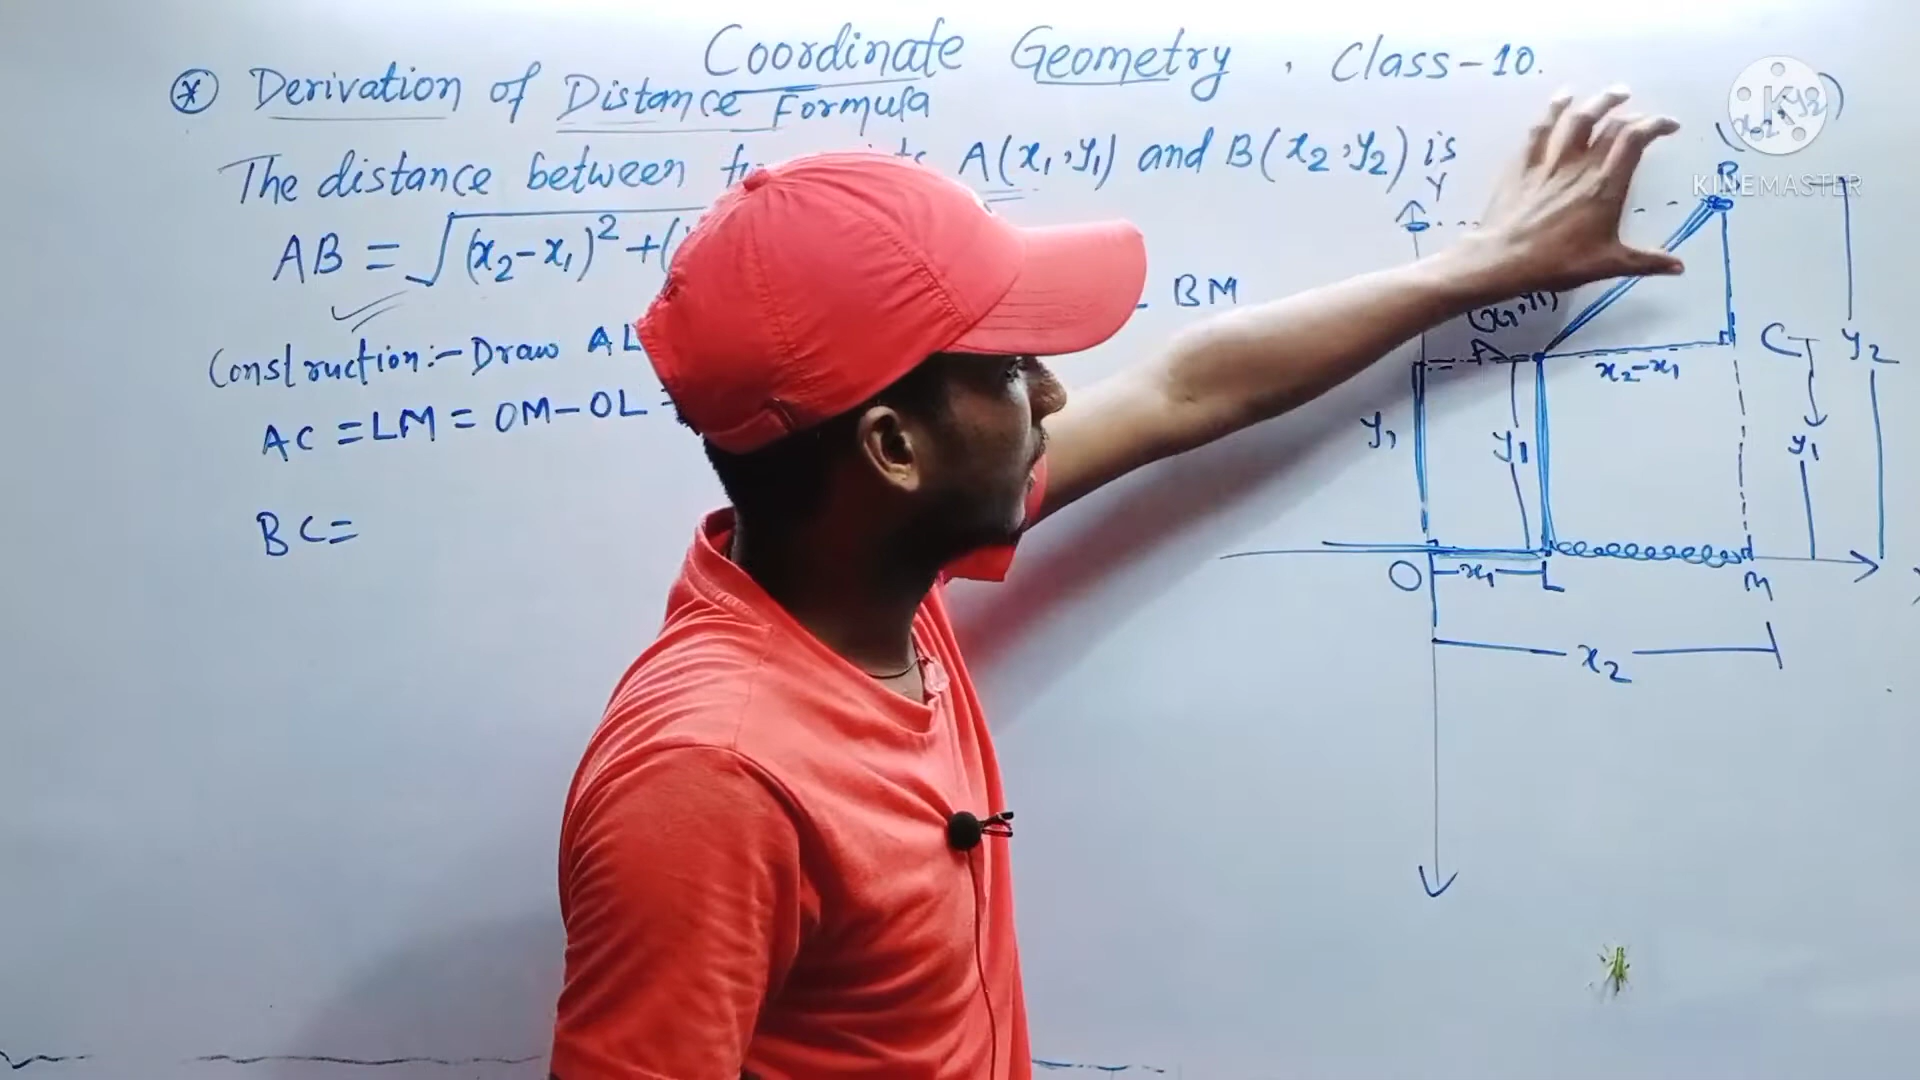 Coordinate Geometry, Class-10.
* Derivation of Distance Formula
The distance between A(x₁,y₁) and B(x₂,y₂) is
AB = √(x₂-x₁)²+(
Construction:- Draw AL BM
AC = LM = OM-OL
BC=
(x₂,y₂)
B
KINEMASTER
Y
(x₁,y₁)
A
x₂-x₁
C
y₂
y₁
y₁
y₁
O
x₁
L
M
x₂